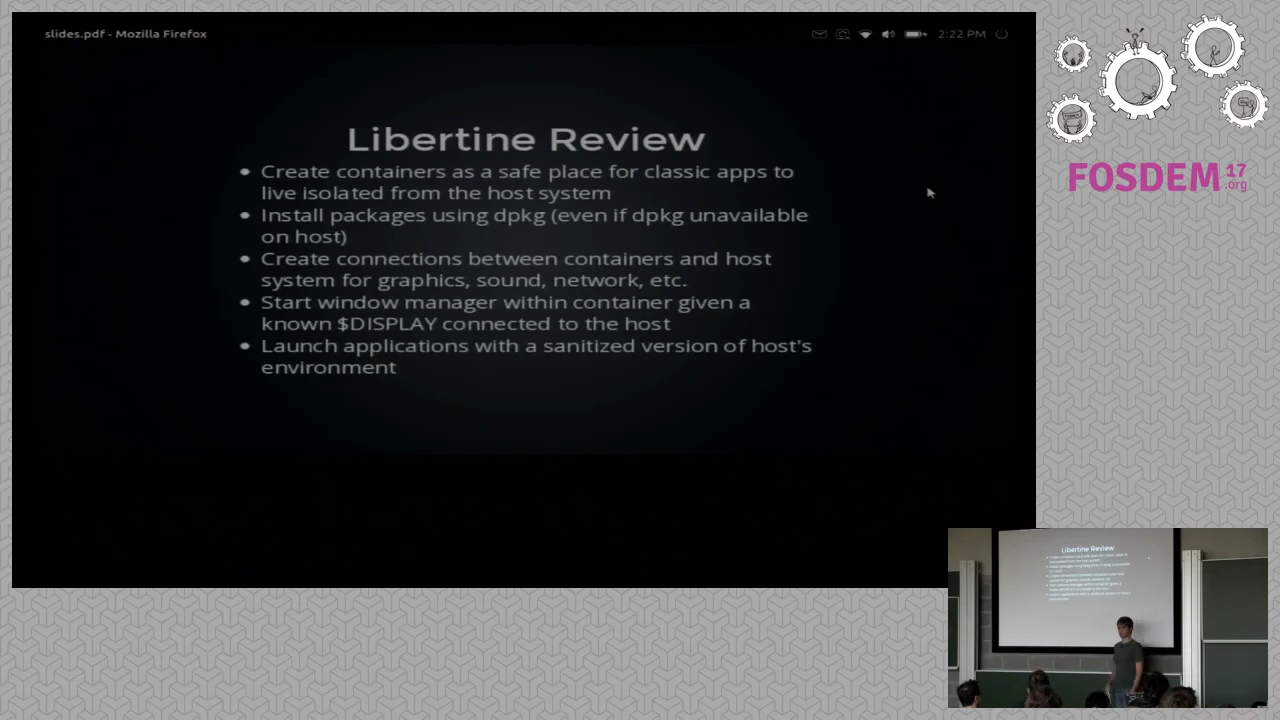 slides.pdf - Mozilla Firefox
2:22 PM
Libertine Review
• Create containers as a safe place for classic apps to
live isolated from the host system
• Install packages using dpkg (even if dpkg unavailable
on host)
• Create connections between containers and host
system for graphics, sound, network, etc.
• Start window manager within container given a
known $DISPLAY connected to the host
• Launch applications with a sanitized version of host's
environment
FOSDEM 17
.org
Libertine Review